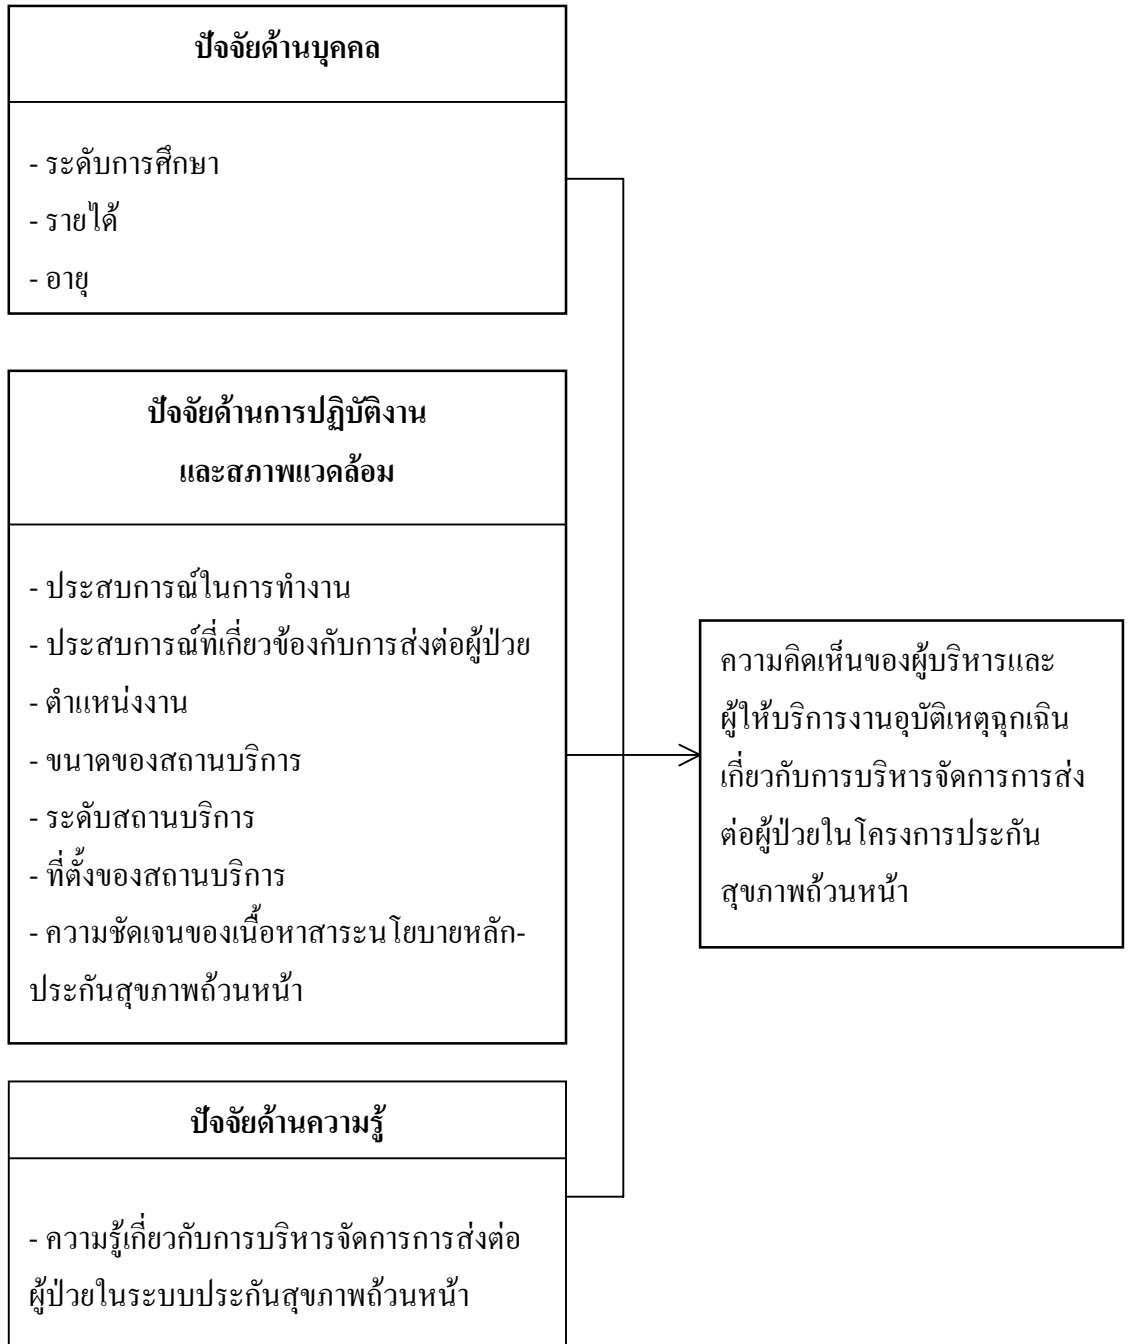 ปัจจัยด้านบุคคล
- ระดับการศึกษา
- รายได้
- อายุ
ปัจจัยด้านการปฏิบัติงาน
และสภาพแวดล้อม
- ประสบการณ์ในการทำงาน
- ประสบการณ์ที่เกี่ยวข้องกับการส่งต่อผู้ป่วย
- ตำแหน่งงาน
- ขนาดของสถานบริการ
- ระดับสถานบริการ
- ที่ตั้งของสถานบริการ
- ความชัดเจนของเนื้อหาสาระนโยบายหลัก-
ประกันสุขภาพถ้วนหน้า
ปัจจัยด้านความรู้
- ความรู้เกี่ยวกับการบริหารจัดการการส่งต่อ
ผู้ป่วยในระบบประกันสุขภาพถ้วนหน้า
ความคิดเห็นของผู้บริหารและ
ผู้ให้บริการงานอุบัติเหตุฉุกเฉิน
เกี่ยวกับการบริหารจัดการการส่ง
ต่อผู้ป่วยในโครงการประกัน
สุขภาพถ้วนหน้า